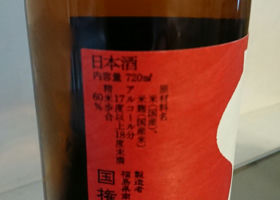 日本酒
内容量 720ml
原材料名
米(国産)、
米麹(国産米)
アルコール分
17度以上18度未満
精米歩合
60%
製造者
福島県南
国権